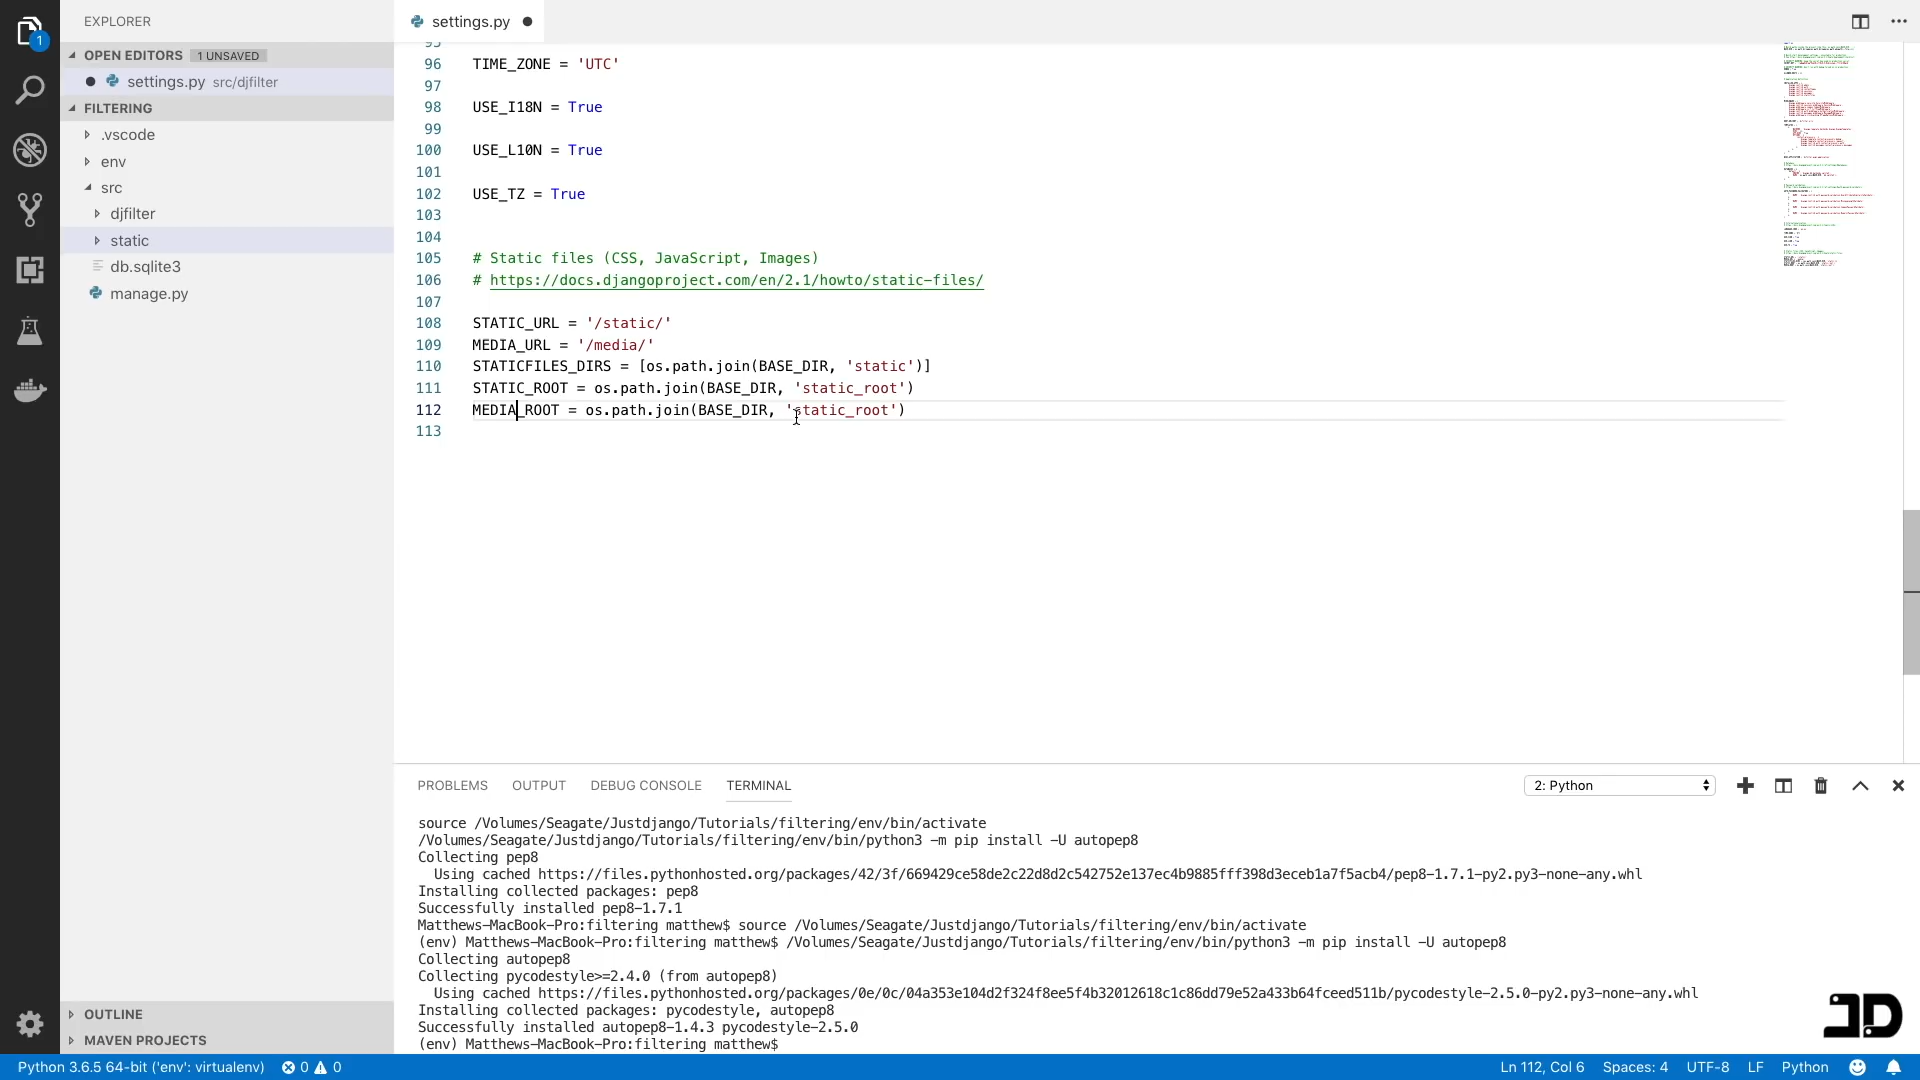 EXPLORER
OPEN EDITORS 1 UNSAVED
settings.py src/djfilter
FILTERING
.vscode
env
src
djfilter
static
db.sqlite3
manage.py
OUTLINE
MAVEN PROJECTS
1
settings.py
95
96 TIME_ZONE = 'UTC'
97
98 USE_I18N = True
99
100 USE_L10N = True
101
102 USE_TZ = True
103
104
105 # Static files (CSS, JavaScript, Images)
106 # https://docs.djangoproject.com/en/2.1/howto/static-files/
107
108 STATIC_URL = '/static/'
109 MEDIA_URL = '/media/'
110 STATICFILES_DIRS = [os.path.join(BASE_DIR, 'static')]
111 STATIC_ROOT = os.path.join(BASE_DIR, 'static_root')
112 MEDIA_ROOT = os.path.join(BASE_DIR, 'static_root')
113
PROBLEMS OUTPUT DEBUG CONSOLE TERMINAL 2: Python
source /Volumes/Seagate/Justdjango/Tutorials/filtering/env/bin/activate
/Volumes/Seagate/Justdjango/Tutorials/filtering/env/bin/python3 -m pip install -U autopep8
Collecting pep8
Using cached https://files.pythonhosted.org/packages/42/3f/669429ce58de2c22d8d2c542752e137ec4b9885fff398d3eceb1a7f5acb4/pep8-1.7.1-py2.py3-none-any.whl
Installing collected packages: pep8
Successfully installed pep8-1.7.1
Matthews-MacBook-Pro:filtering matthew$ source /Volumes/Seagate/Justdjango/Tutorials/filtering/env/bin/activate
(env) Matthews-MacBook-Pro:filtering matthew$ /Volumes/Seagate/Justdjango/Tutorials/filtering/env/bin/python3 -m pip install -U autopep8
Collecting autopep8
Collecting pycodestyle>=2.4.0 (from autopep8)
Using cached https://files.pythonhosted.org/packages/0e/0c/04a353e104d2f324f8ee5f4b32012618c1c86dd79e52a433b64fceed511b/pycodestyle-2.5.0-py2.py3-none-any.whl
Installing collected packages: pycodestyle, autopep8
Successfully installed autopep8-1.4.3 pycodestyle-2.5.0
(env) Matthews-MacBook-Pro:filtering matthew$
JD
Python 3.6.5 64-bit ('env': virtualenv) 0 0 Ln 112, Col 6 Spaces: 4 UTF-8 LF Python